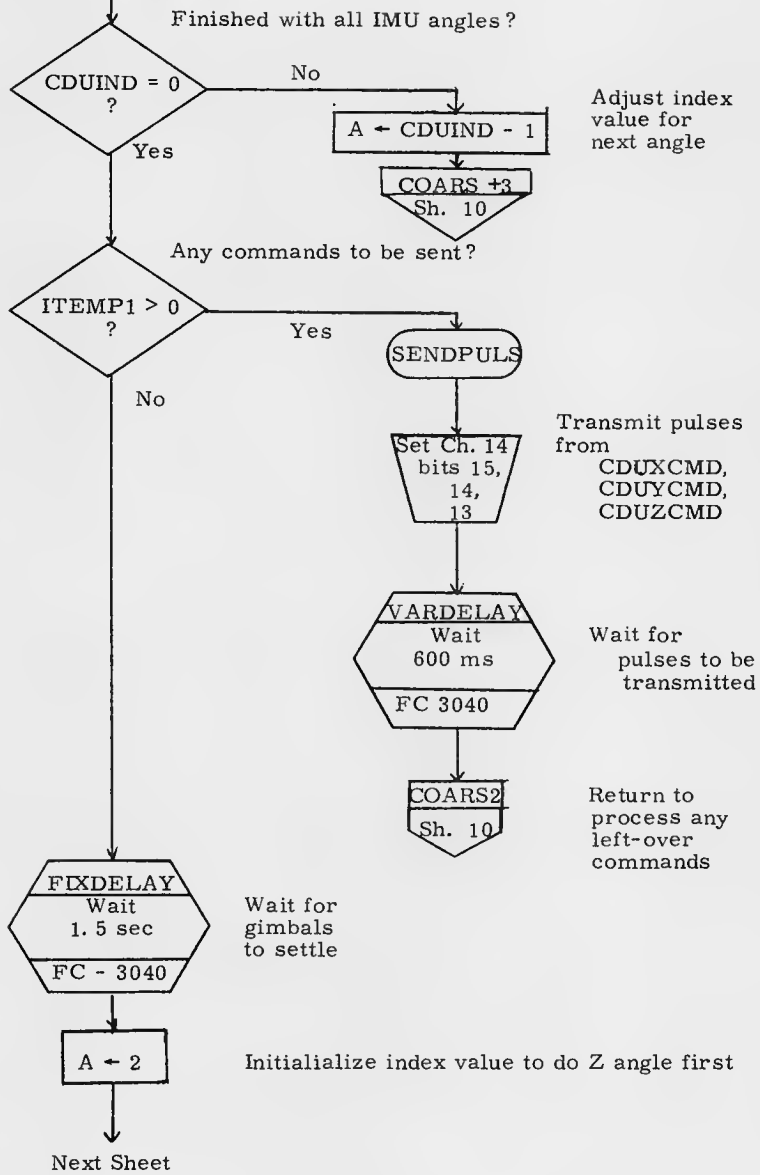 Finished with all IMU angles?
CDUIND = 0
?
No
A ← CDUIND - 1
Adjust index
value for
next angle
Yes
COARS +3
Sh. 10
Any commands to be sent?
ITEMP1 > 0
?
Yes
SENDPULS
No
Set Ch. 14
bits 15,
14,
13
Transmit pulses
from
CDUXCMD,
CDUYCMD,
CDUZCMD
VARDELAY
Wait
600 ms
FC 3040
Wait for
pulses to be
transmitted
COARS2
Sh. 10
Return to
process any
left-over
commands
FIXDELAY
Wait
1. 5 sec
FC - 3040
Wait for
gimbals
to settle
A ← 2
Initialialize index value to do Z angle first
Next Sheet